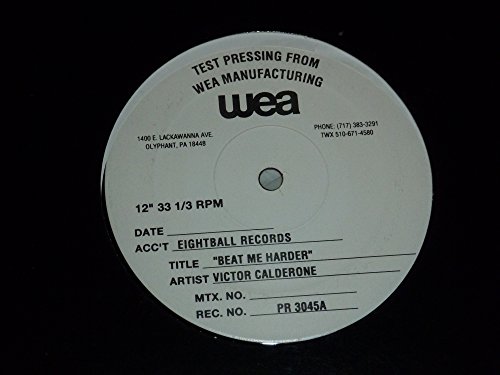 TEST PRESSING FROM
WEA MANUFACTURING
wea
1400 E. LACKAWANNA AVE.
OLYPHANT, PA 18448
PHONE: (717) 383-3291
TWX 510-671-4580
12" 33 1/3 RPM
DATE
ACC'T EIGHTBALL RECORDS
TITLE "BEAT ME HARDER"
ARTIST VICTOR CALDERONE
MTX. NO.
REC. NO. PR 3045A